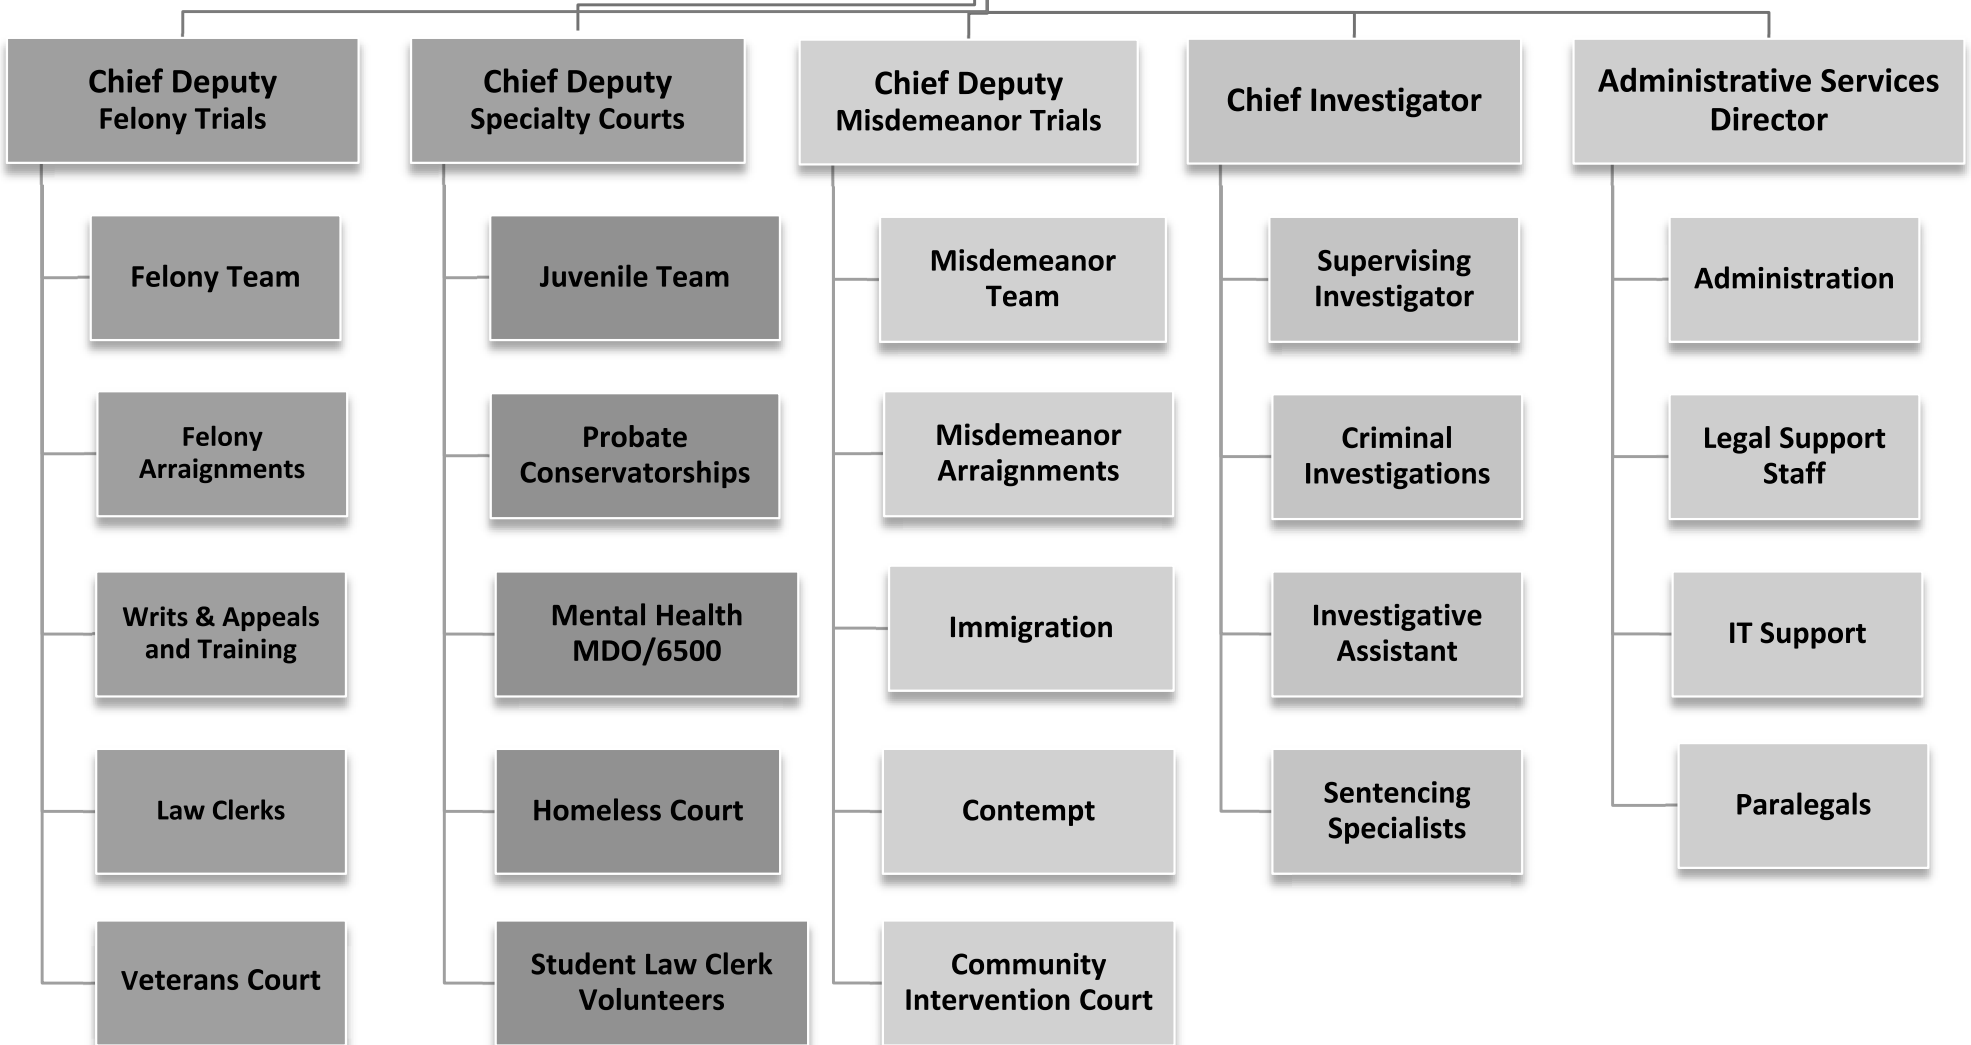 Chief Deputy
Felony Trials
Felony Team
Felony
Arraignments
Writs & Appeals
and Training
Law Clerks
Veterans Court
Chief Deputy
Specialty Courts
Juvenile Team
Probate
Conservatorships
Mental Health
MDO/6500
Homeless Court
Student Law Clerk
Volunteers
Chief Deputy
Misdemeanor Trials
Misdemeanor
Team
Misdemeanor
Arraignments
Immigration
Contempt
Community
Intervention Court
Chief Investigator
Supervising
Investigator
Criminal
Investigations
Investigative
Assistant
Sentencing
Specialists
Administrative Services
Director
Administration
Legal Support
Staff
IT Support
Paralegals